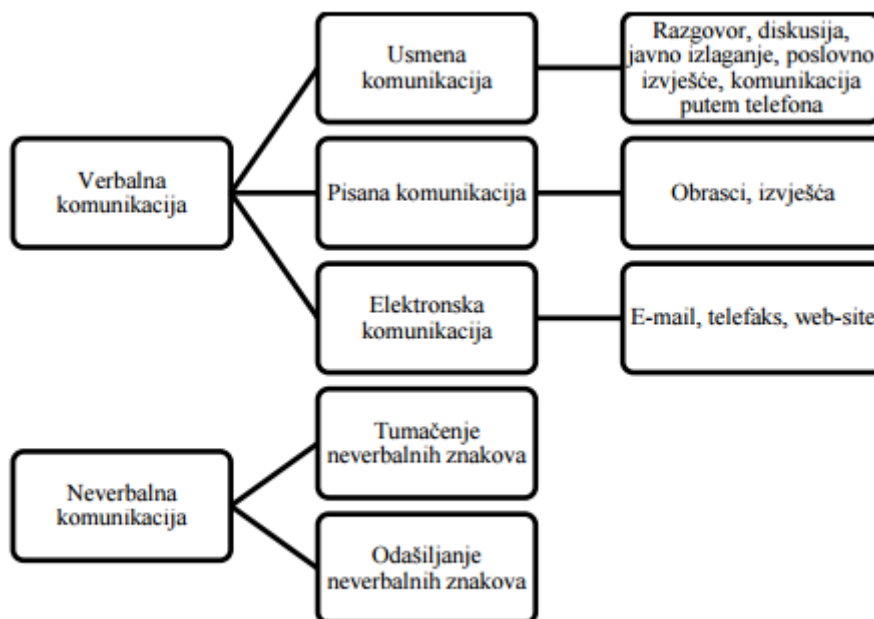 Verbalna
komunikacija
Usmena
komunikacija
Razgovor, diskusija,
javno izlaganje, poslovno
izvješće, komunikacija
putem telefona
Pisana komunikacija
Obrasci, izvješća
Elektronska
komunikacija
E-mail, telefaks, web-site
Neverbalna
komunikacija
Tumačenje
neverbalnih znakova
Odašiljanje
neverbalnih znakova